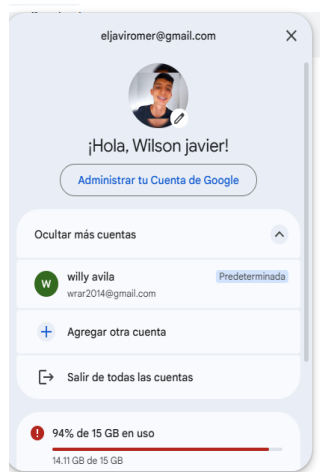 eljaviromer@gmail.com
¡Hola, Wilson javier!
Administrar tu Cuenta de Google
Ocultar más cuentas
W
willy avila
Predeterminada
wrar2014@gmail.com
Agregar otra cuenta
Salir de todas las cuentas
94% de 15 GB en uso
14.11 GB de 15 GB